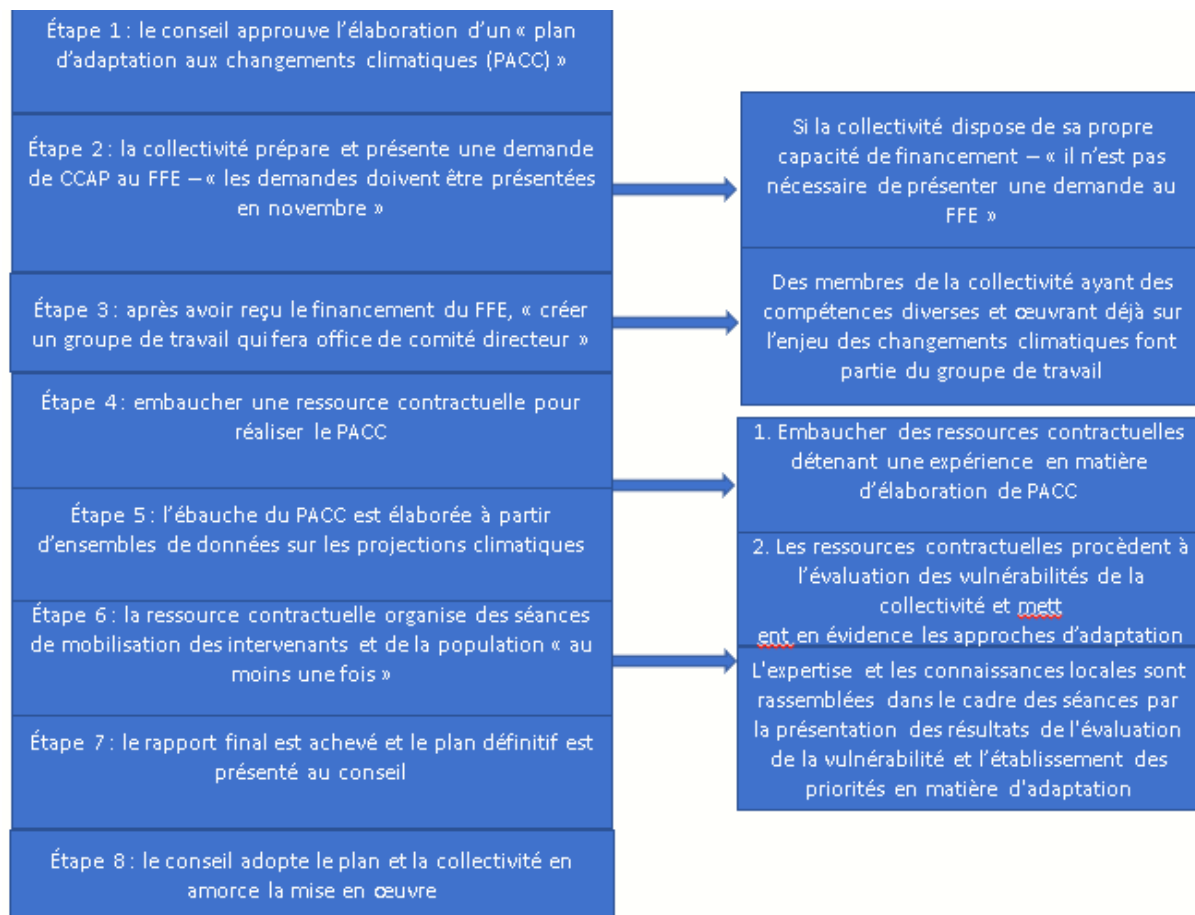 Étape 1 : le conseil approuve l’élaboration d’un « plan
d’adaptation aux changements climatiques (PACC) »
Étape 2 : la collectivité prépare et présente une demande
de CCAP au FFE – « les demandes doivent être présentées
en novembre »
Étape 3 : après avoir reçu le financement du FFE, « créer
un groupe de travail qui fera office de comité directeur »
Étape 4 : embaucher une ressource contractuelle pour
réaliser le PACC
Étape 5 : l’ébauche du PACC est élaborée à partir
d’ensembles de données sur les projections climatiques
Étape 6 : la ressource contractuelle organise des séances
de mobilisation des intervenants et de la population « au
moins une fois »
Étape 7 : le rapport final est achevé et le plan définitif est
présenté au conseil
Étape 8 : le conseil adopte le plan et la collectivité en
amorce la mise en œuvre
Si la collectivité dispose de sa propre
capacité de financement – « il n’est pas
nécessaire de présenter une demande au
FFE »
Des membres de la collectivité ayant des
compétences diverses et œuvrant déjà sur
l’enjeu des changements climatiques font
partie du groupe de travail
1. Embaucher des ressources contractuelles
détenant une expérience en matière
d’élaboration de PACC
2. Les ressources contractuelles procèdent à
l’évaluation des vulnérabilités de la
collectivité et mett
ent en évidence les approches d’adaptation
L'expertise et les connaissances locales sont
rassemblées dans le cadre des séances par
la présentation des résultats de l'évaluation
de la vulnérabilité et l’établissement des
priorités en matière d'adaptation